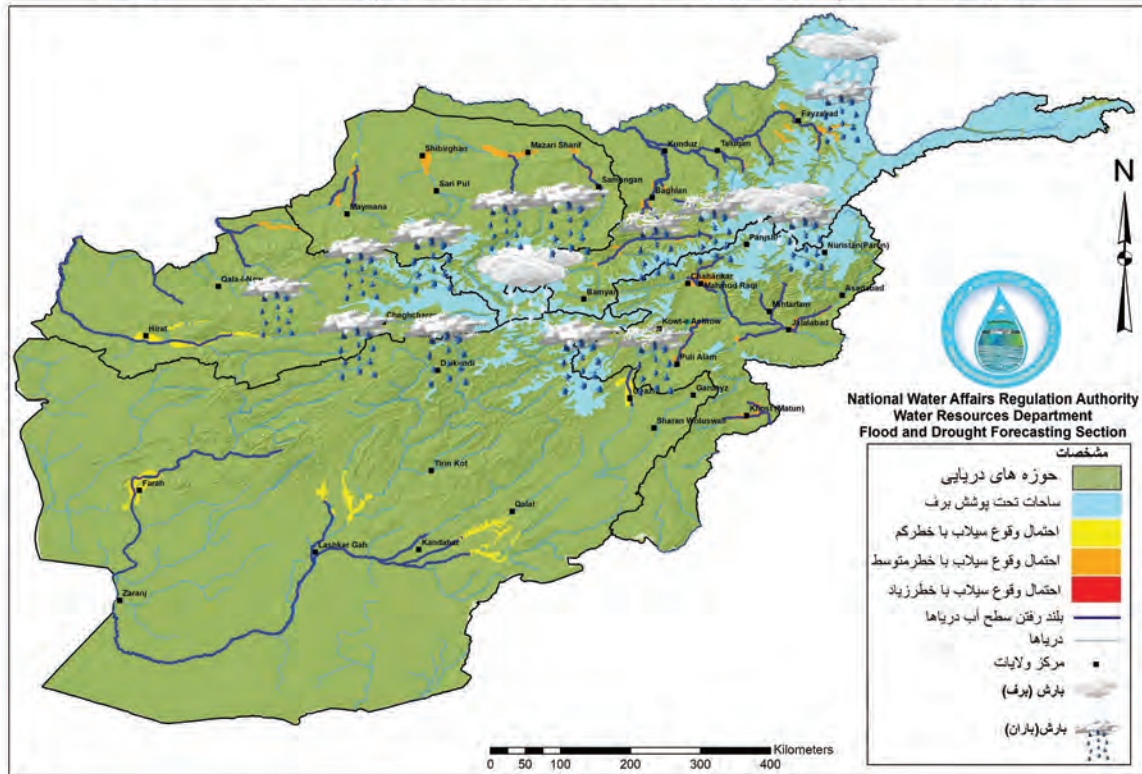 Fayzabad
Shibirghan
Mazari Sharif
Kunduz
Taluqan
Sari Pul
Samangan
Baghlan
Maymana
Panjshir
Nuristan(Parun)
Qala-i-Naw
Bamyan
Charikar
Mahmod Raqi
Asadabad
Mihtarlam
Hirat
Chaghcharan
Kowt-e Ashrow
Jalalabad
Daikundi
Puli Alam
Ghazni
Gardeyz
Khost (Matun)
Sharan Woluswali
Tirin Kot
Farah
Qalat
Lashkar Gah
Kandahar
Zaranj
N
National Water Affairs Regulation Authority
Water Resources Department
Flood and Drought Forecasting Section
مشخصات
حوزه های دریایی
ساحات تحت پوشش برف
احتمال وقوع سیلاب با خطرکم
احتمال وقوع سیلاب با خطرمتوسط
احتمال وقوع سیلاب با خطرزیاد
بلند رفتن سطح آب دریاها
دریاها
مرکز ولایات
بارش (برف)
بارش(باران)
Kilometers
0 50 100 200 300 400